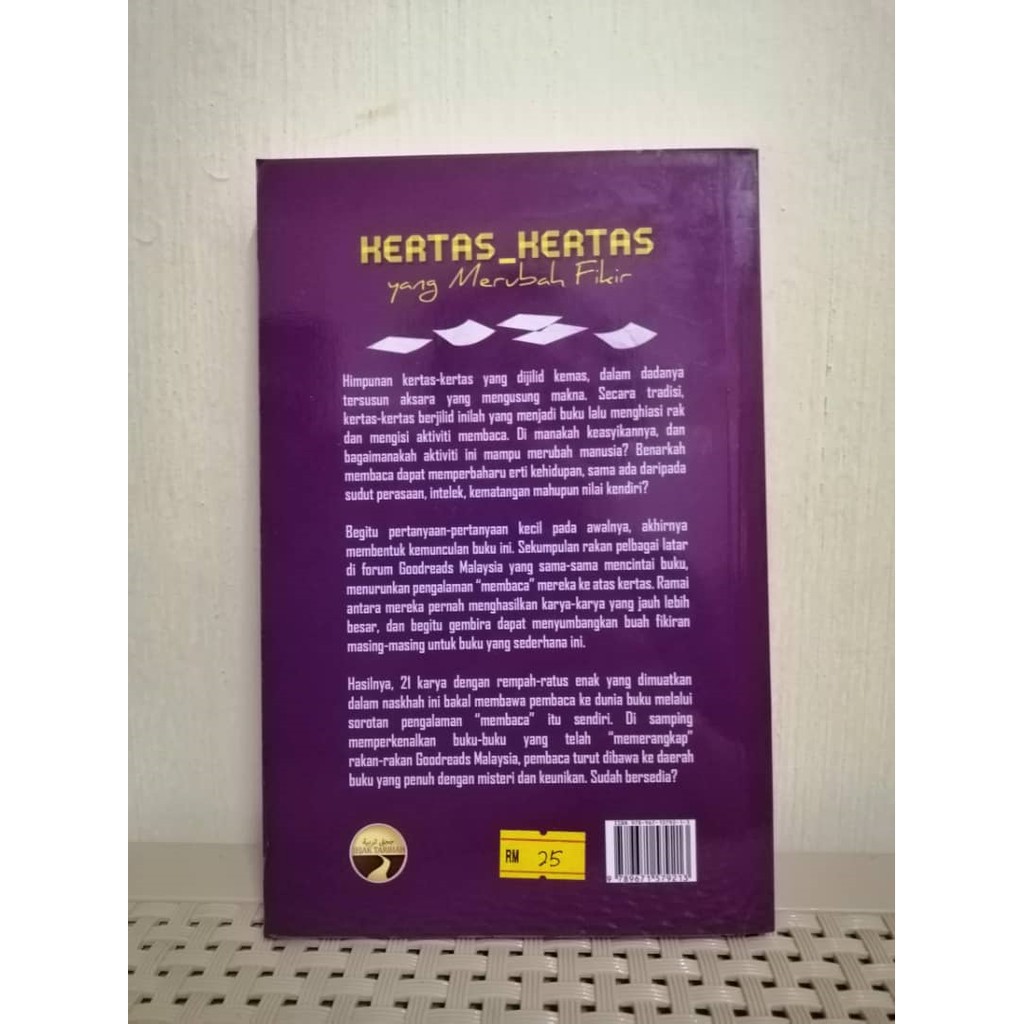 KERTAS_KERTAS
yang Merubah Fikir
Himpunan kertas-kertas yang dijilid kemas, dalam dadanya
tersusun aksara yang mengusung makna. Secara tradisi,
kertas-kertas berjilid inilah yang menjadi buku lalu menghiasi rak
dan mengisi aktiviti membaca. Di manakah keasyikannya, dan
bagaimanakah aktiviti ini mampu merubah manusia? Benarkah
membaca dapat memperbaharu erti kehidupan, sama ada daripada
sudut perasaan, intelek, kematangan mahupun nilai kendiri?
Begitu pertanyaan-pertanyaan kecil pada awalnya, akhirnya
membentuk kemunculan buku ini. Sekumpulan rakan pelbagai latar
di forum Goodreads Malaysia yang sama-sama mencintai buku,
menurunkan pengalaman "membaca" mereka ke atas kertas. Ramai
antara mereka pernah menghasilkan karya-karya yang jauh lebih
besar, dan begitu gembira dapat menyumbangkan buah fikiran
masing-masing untuk buku yang sederhana ini.
Hasilnya, 21 karya dengan rempah-ratus enak yang dimuatkan
dalam naskhah ini bakal membawa pembaca ke dunia buku melalui
sorotan pengalaman "membaca" itu sendiri. Di samping
memperkenalkan buku-buku yang telah "memerangkap"
rakan-rakan Goodreads Malaysia, pembaca turut dibawa ke daerah
buku yang penuh dengan misteri dan keunikan. Sudah bersedia?
JEJAK TARBIAH
RM 25
9 789671 579213